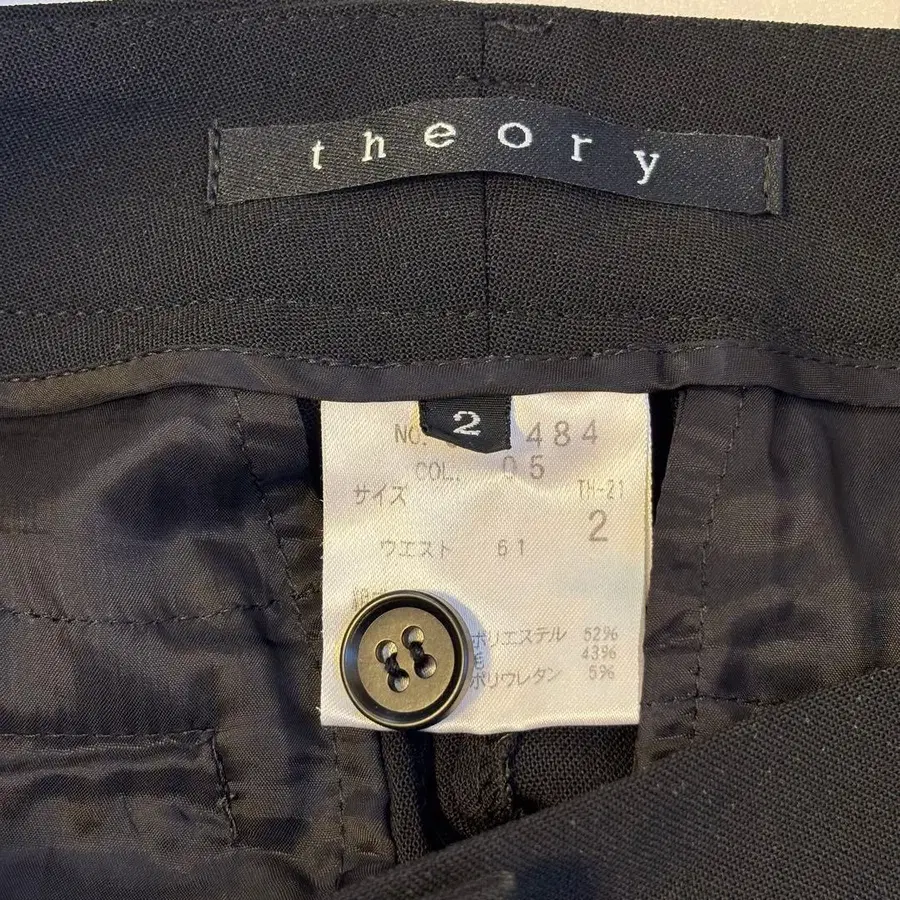 theory
2
NO. 484
COL. 05
サイズ TH-21
2
ウエスト 61
ポリエステル 52%
毛 43%
ポリウレタン 5%